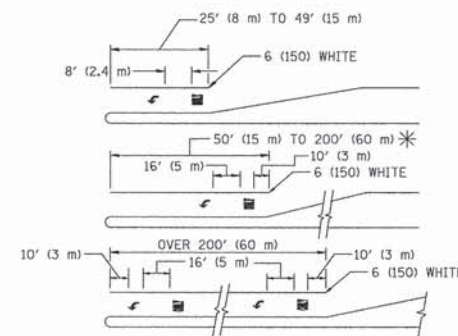 25' (8 m) TO 49' (15 m)
6 (150) WHITE
8' (2.4 m)
50' (15 m) TO 200' (60 m) *
16' (5 m)
10' (3 m)
6 (150) WHITE
OVER 200' (60 m)
10' (3 m)
16' (5 m)
10' (3 m)
6 (150) WHITE